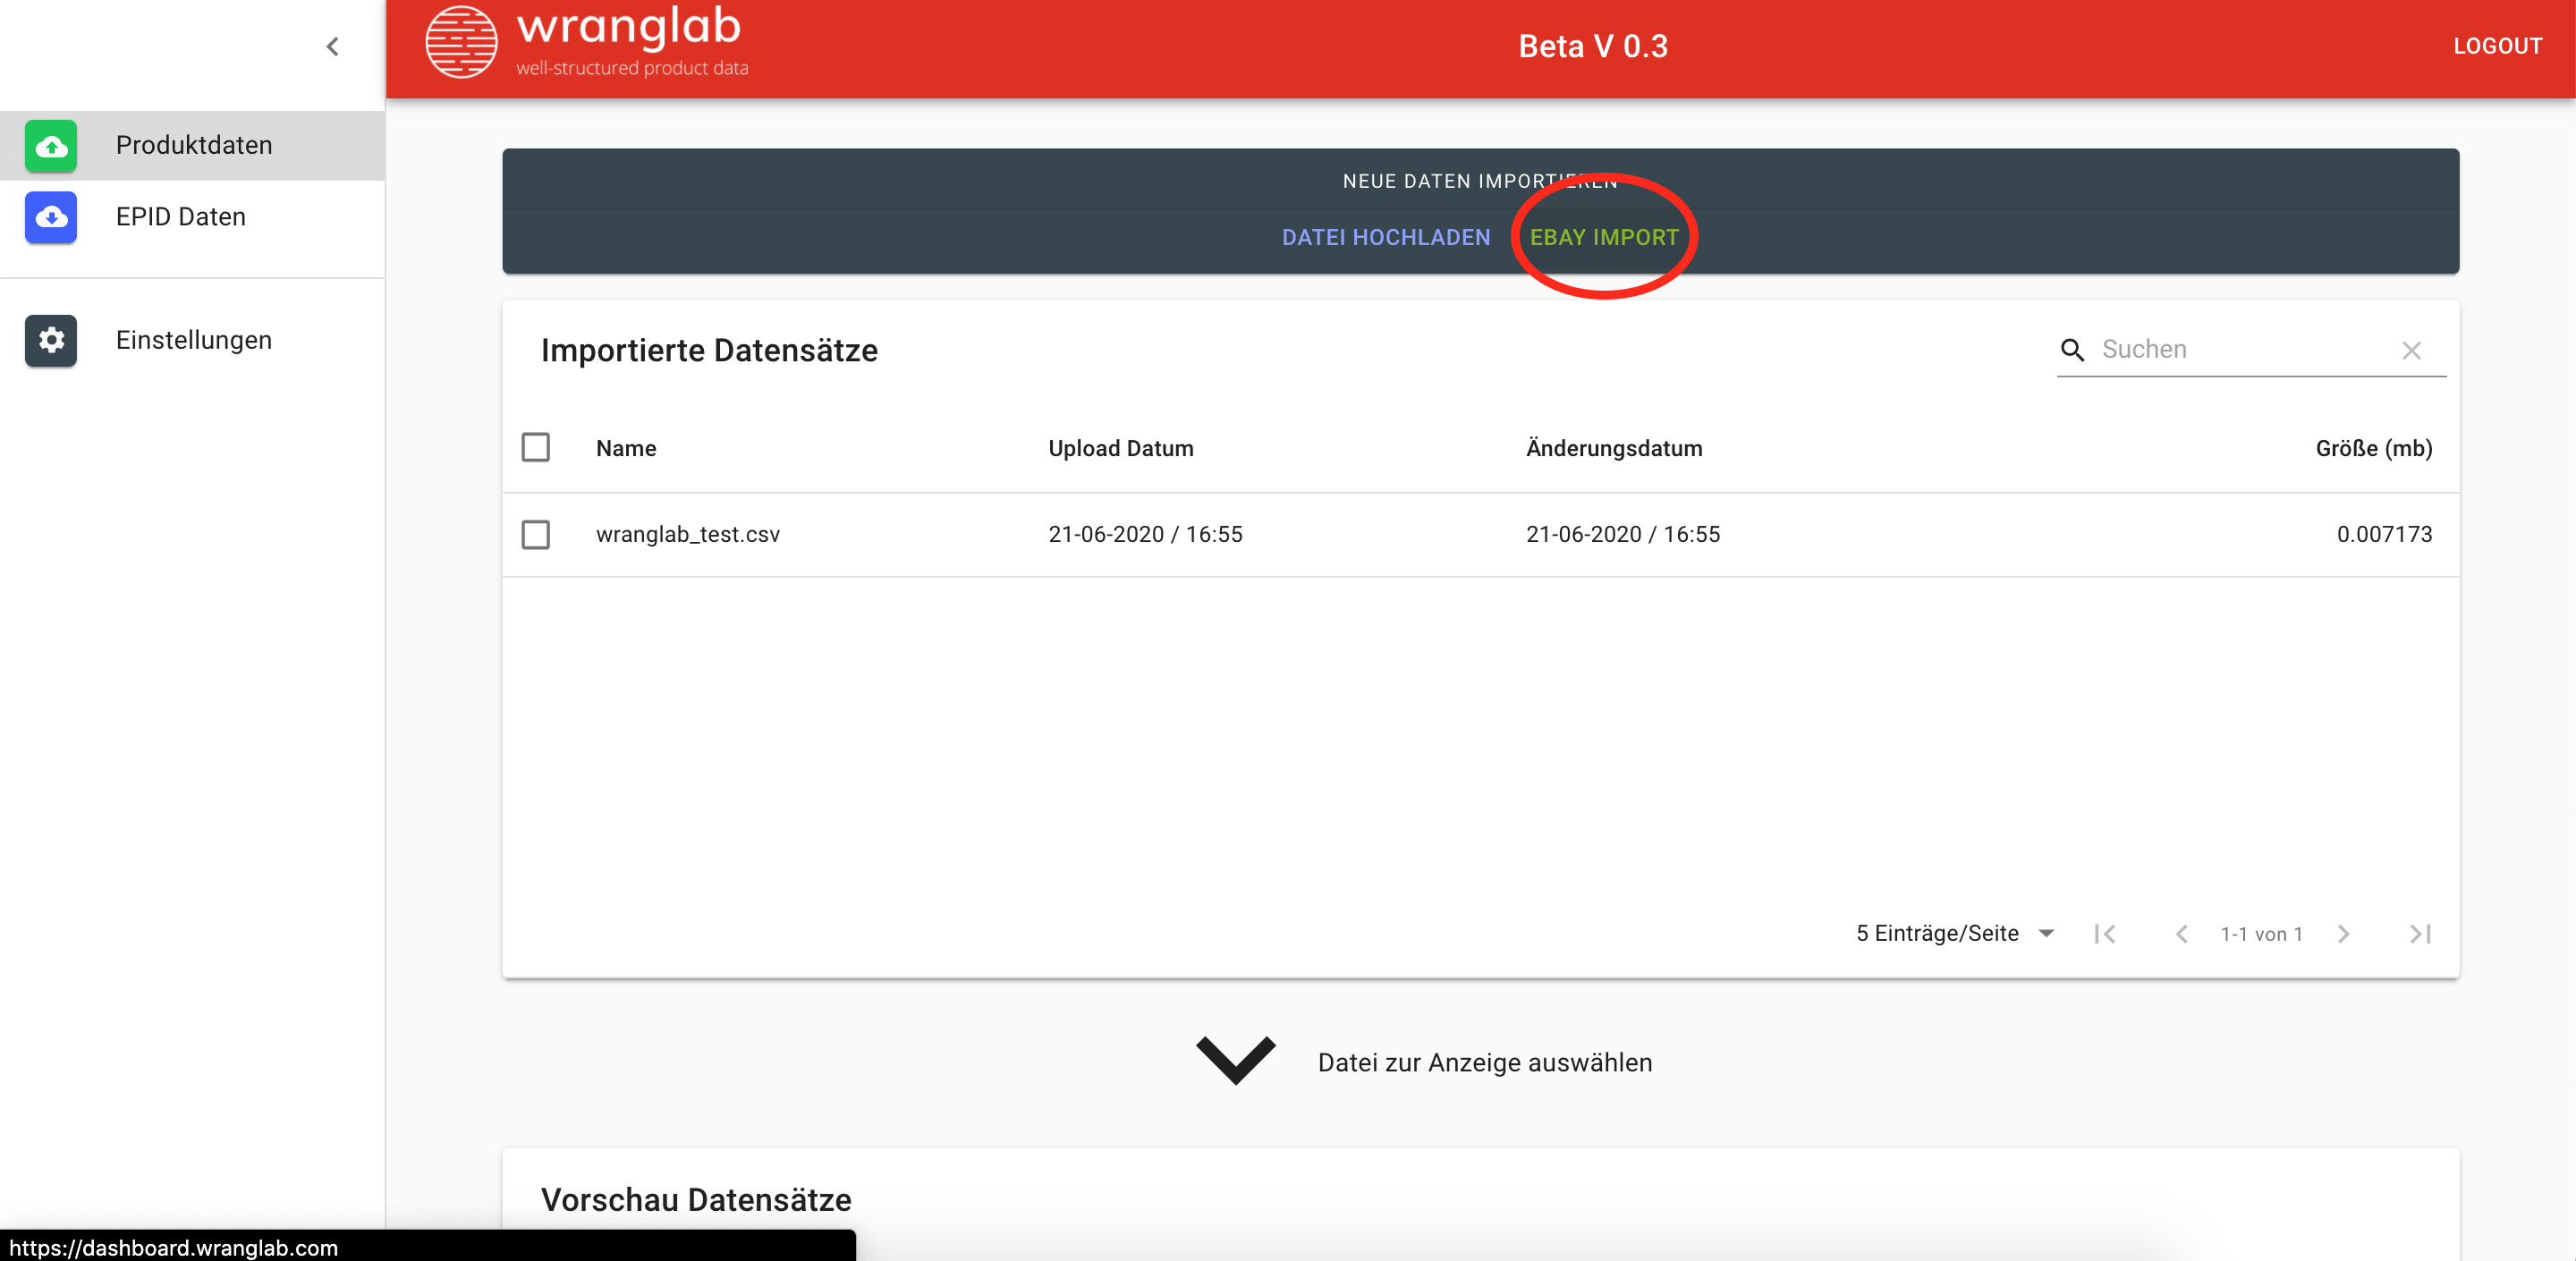 wranglab
well-structured product data
Beta V 0.3
LOGOUT
Produktdaten
EPID Daten
Einstellungen
NEUE DATEN IMPORTIEREN
DATEI HOCHLADEN EBAY IMPORT
Importierte Datensätze
Suchen
Name Upload Datum Änderungsdatum Größe (mb)
wranglab_test.csv 21-06-2020 / 16:55 21-06-2020 / 16:55 0.007173
5 Einträge/Seite 1-1 von 1
Datei zur Anzeige auswählen
Vorschau Datensätze
https://dashboard.wranglab.com